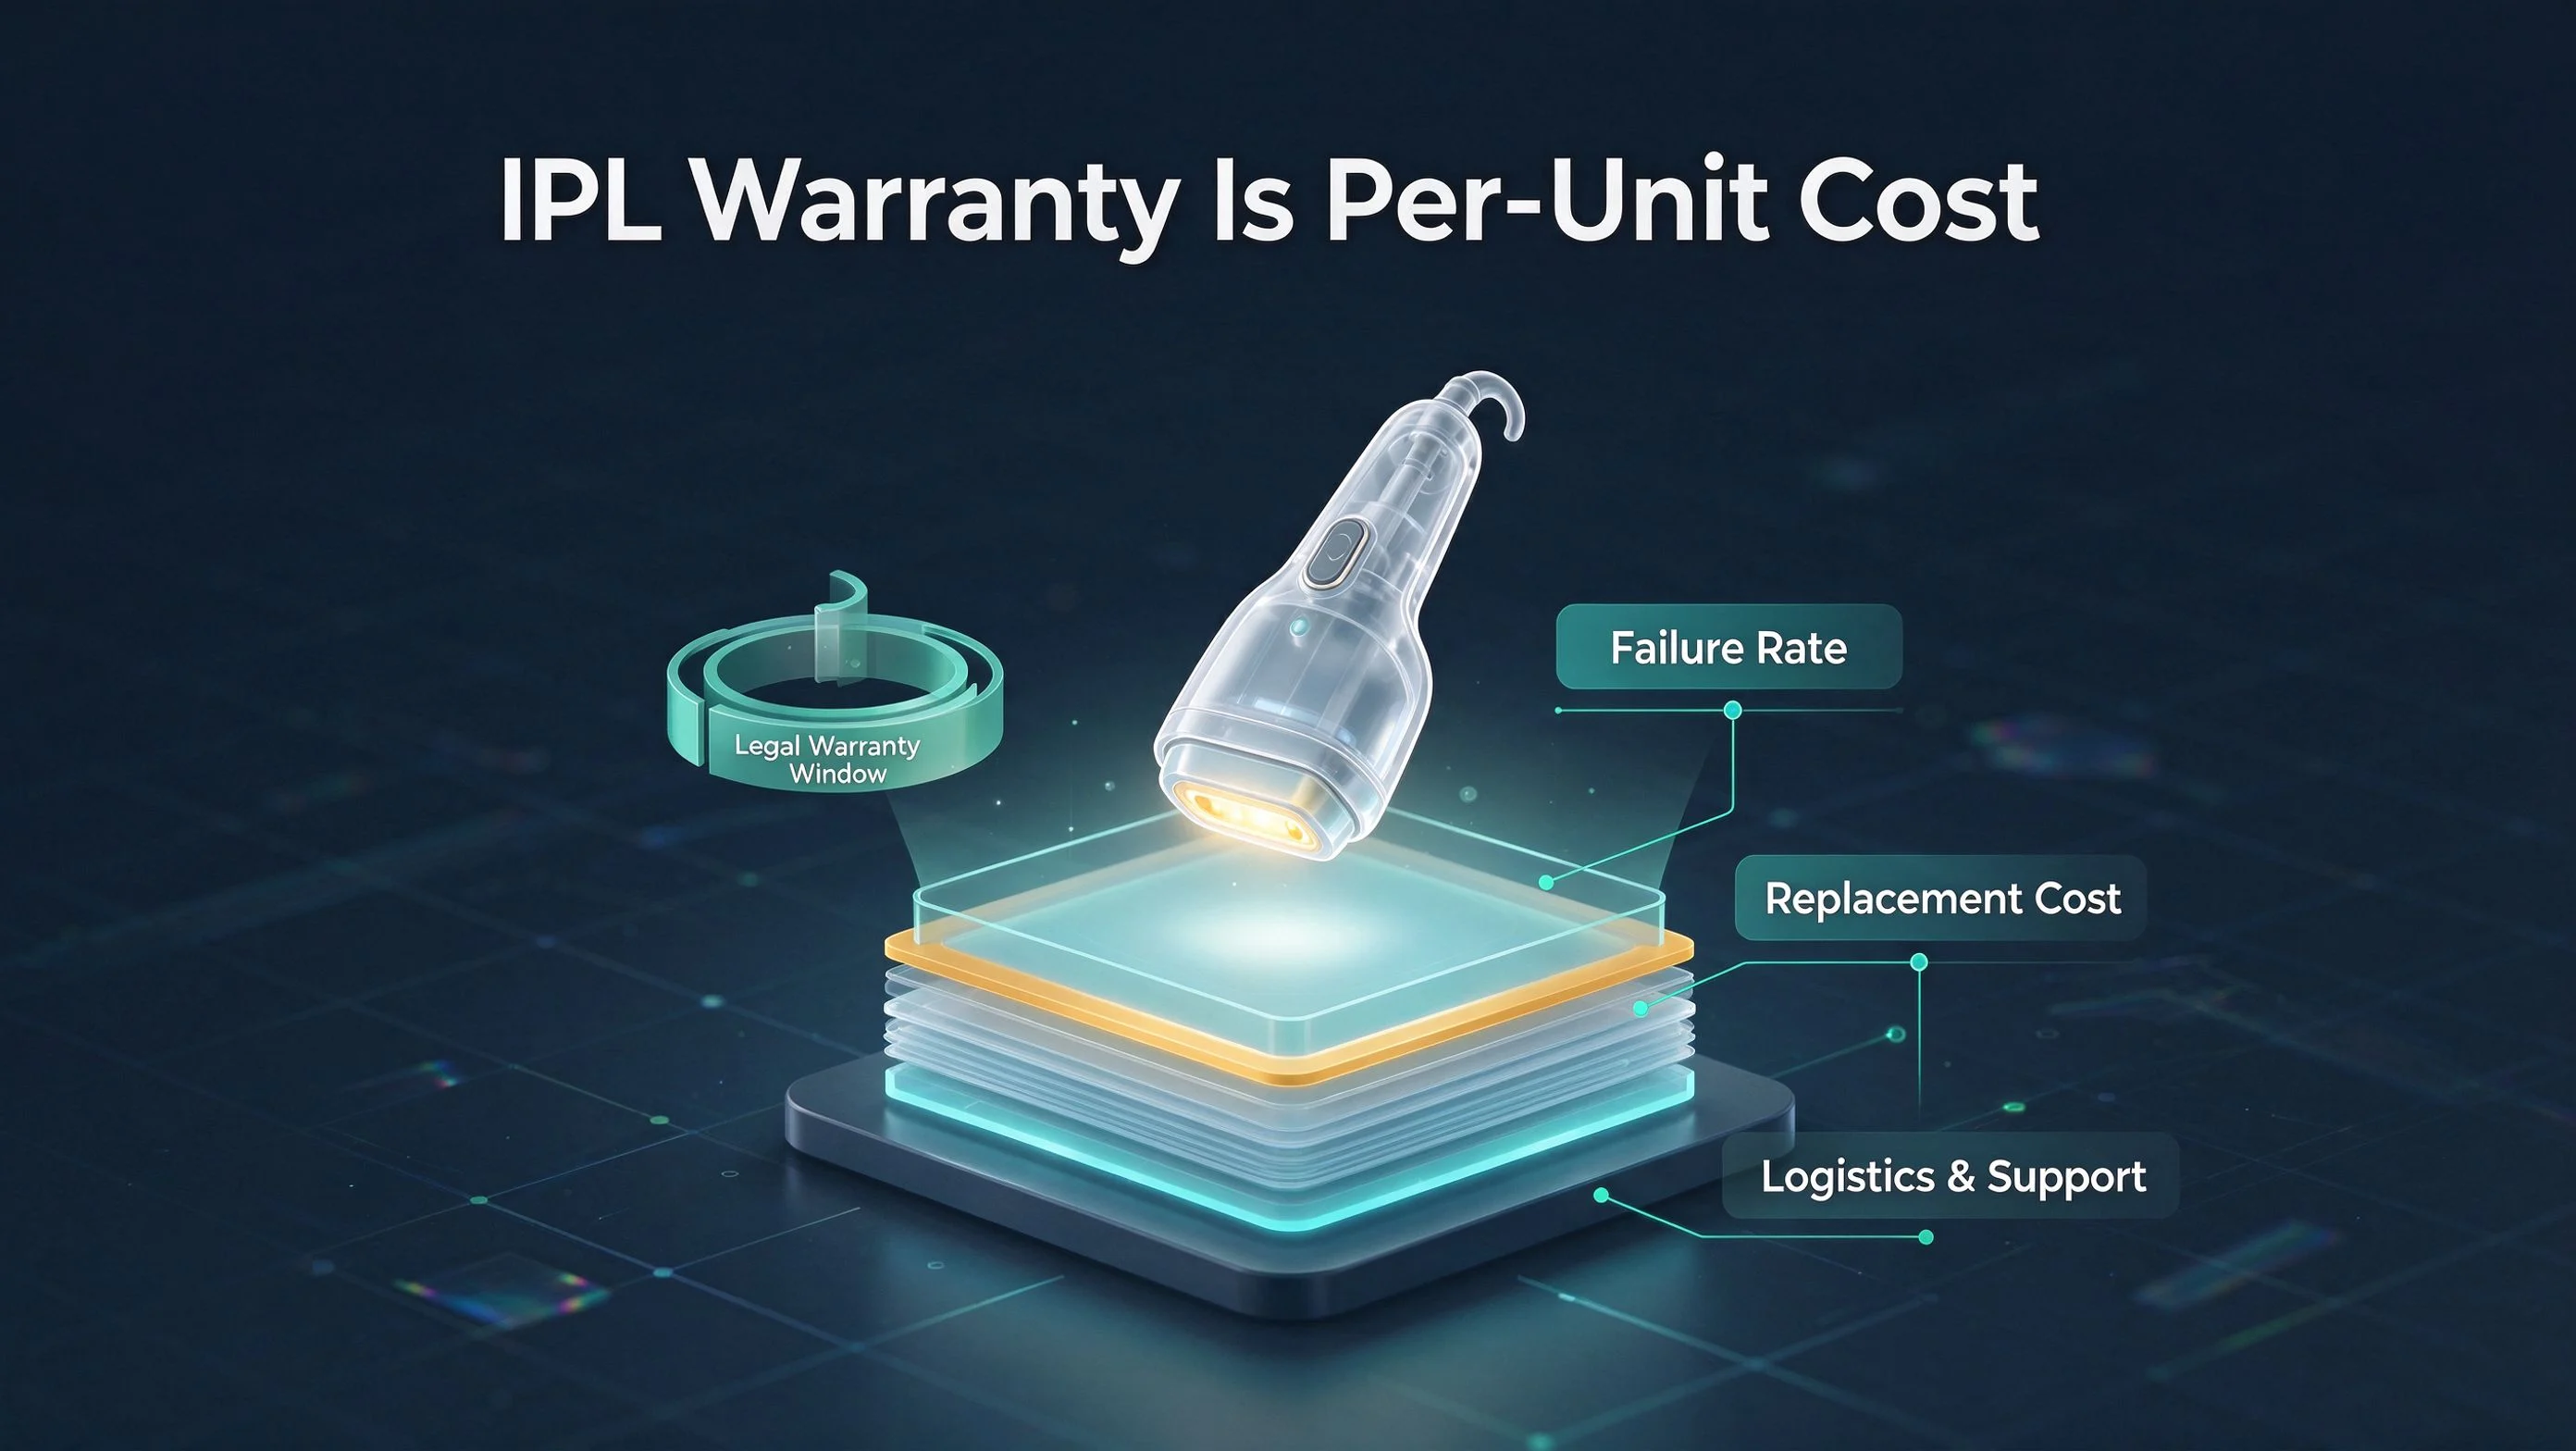 IPL Warranty Is Per-Unit Cost
Legal Warranty
Window
Failure Rate
Replacement Cost
Logistics & Support